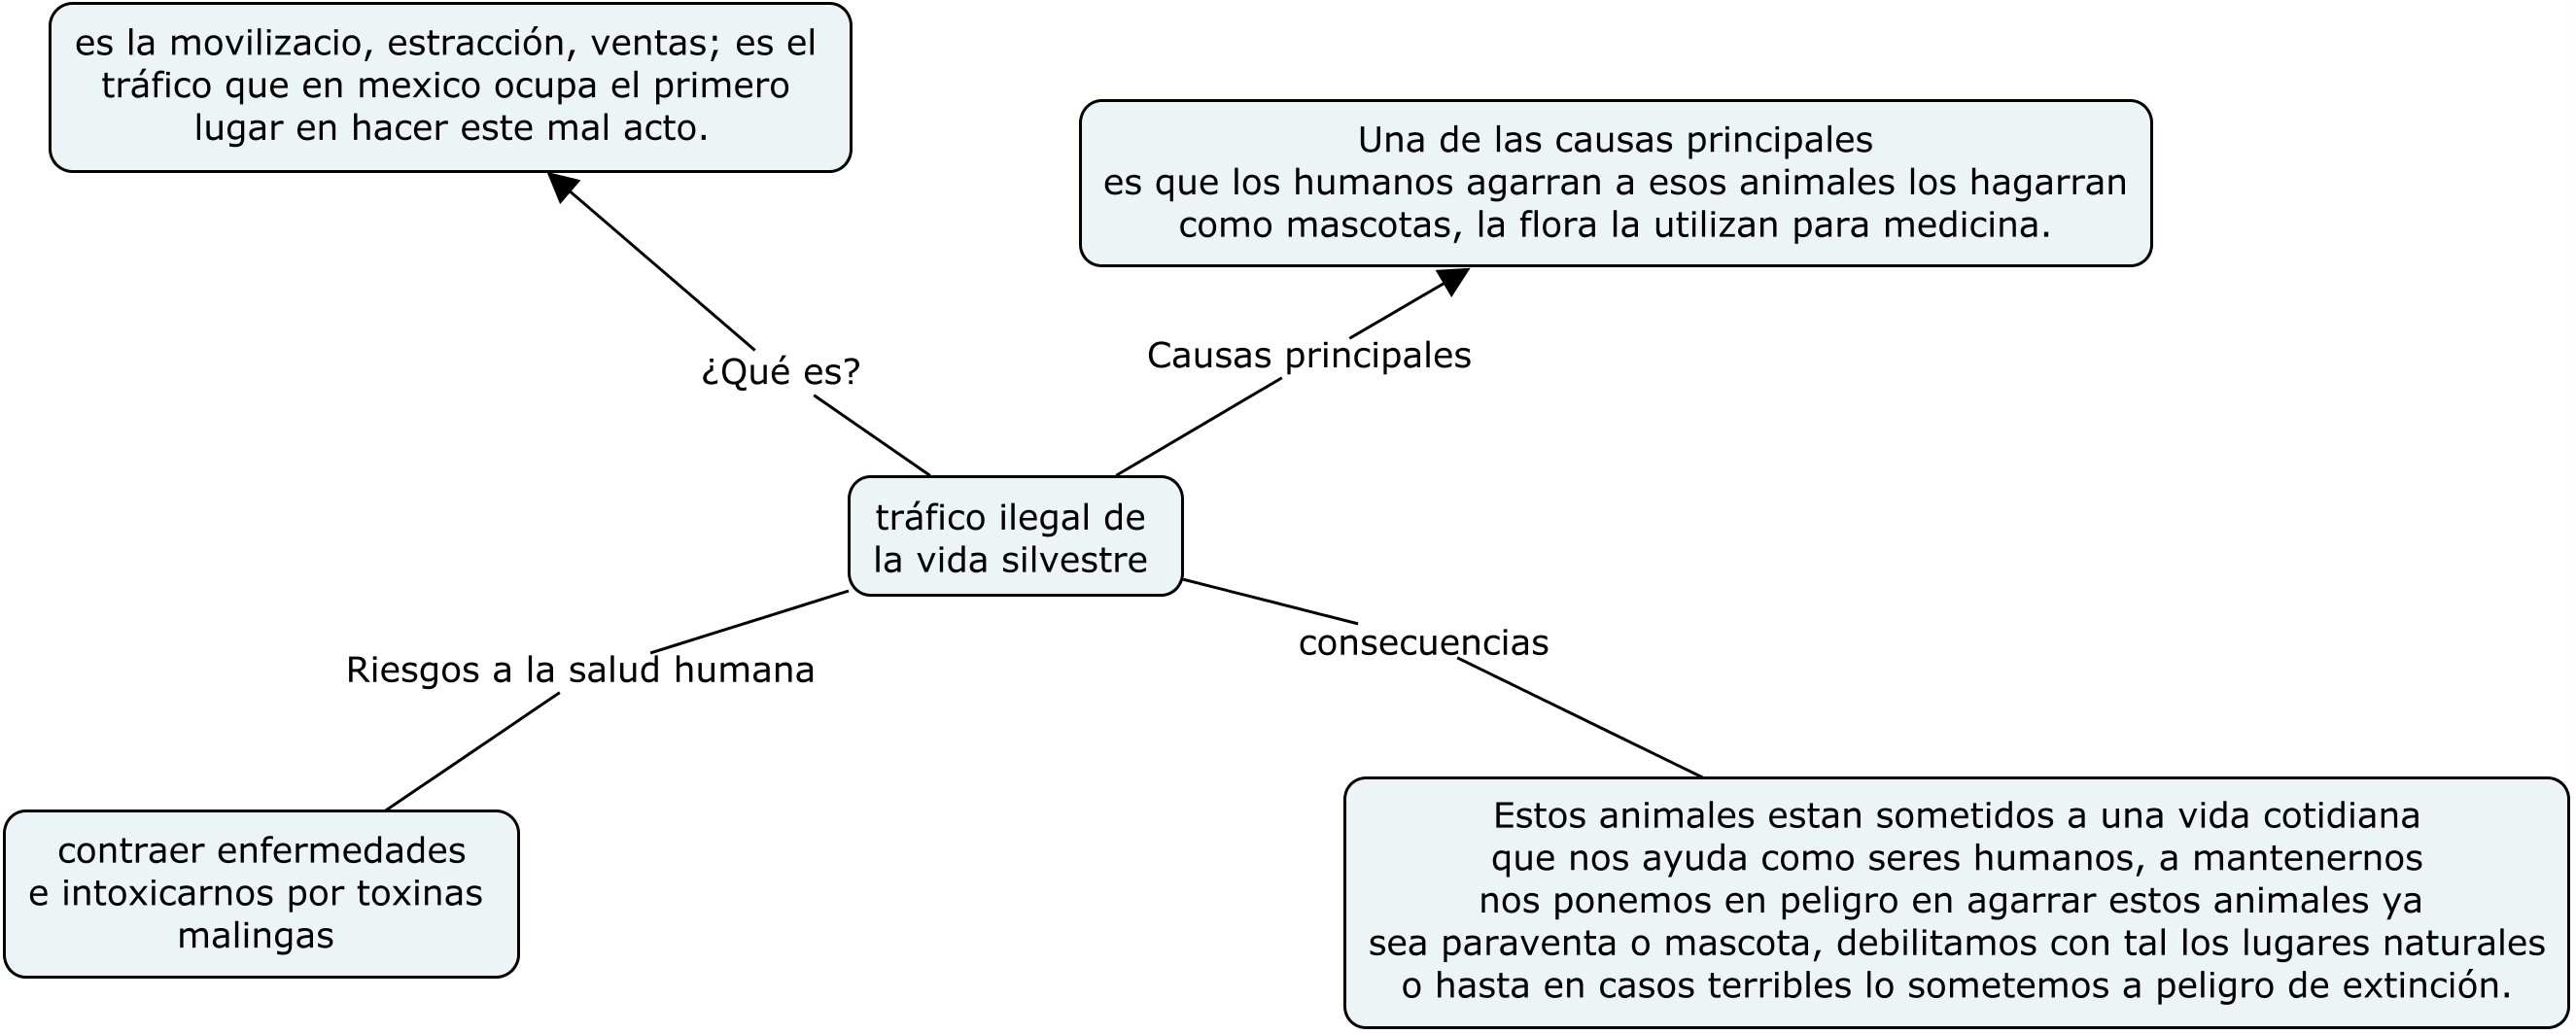 es la movilizacio, estracción, ventas; es el
tráfico que en mexico ocupa el primero
lugar en hacer este mal acto.
Una de las causas principales
es que los humanos agarran a esos animales los hagarran
como mascotas, la flora la utilizan para medicina.
¿Qué es?
Causas principales
tráfico ilegal de
la vida silvestre
Riesgos a la salud humana
consecuencias
contraer enfermedades
e intoxicarnos por toxinas
malingas
Estos animales estan sometidos a una vida cotidiana
que nos ayuda como seres humanos, a mantenernos
nos ponemos en peligro en agarrar estos animales ya
sea paraventa o mascota, debilitamos con tal los lugares naturales
o hasta en casos terribles lo sometemos a peligro de extinción.